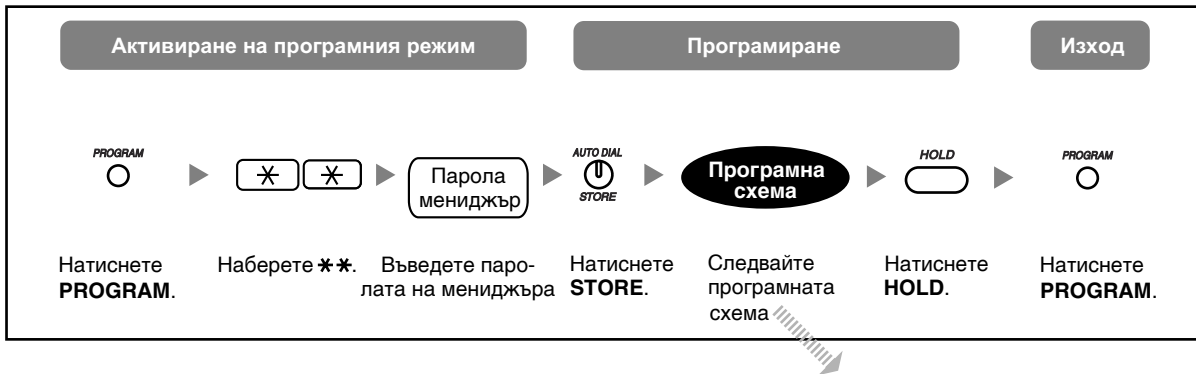 Активиране на програмния режим
Програмиране
Изход
PROGRAM
Парола
мениджър
AUTO DIAL
STORE
Програмна
схема
HOLD
PROGRAM
Натиснете
PROGRAM.
Наберете **.
Въведете паро-
лата на мениджъра
Натиснете
STORE.
Следвайте
програмната
схема
Натиснете
HOLD.
Натиснете
PROGRAM.